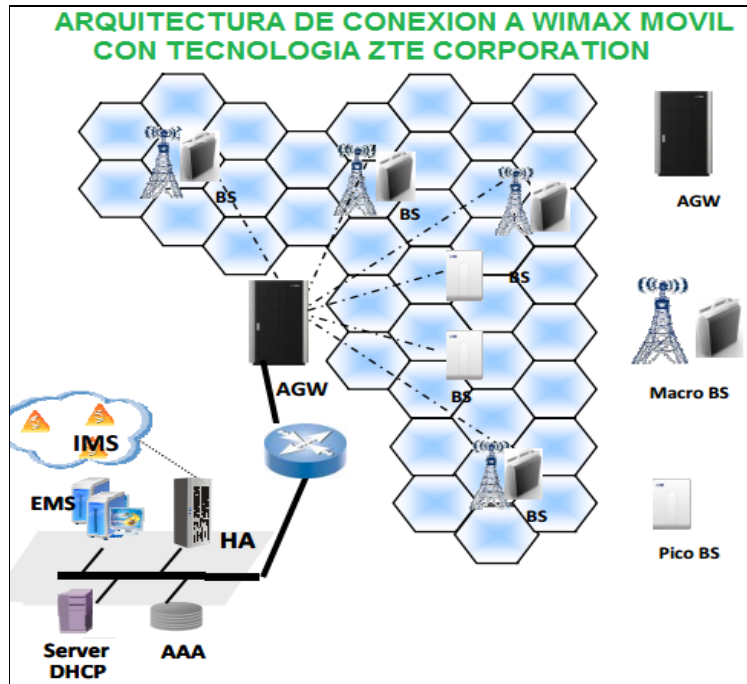 ARQUITECTURA DE CONEXION A WIMAX MOVIL
CON TECNOLOGIA ZTE CORPORATION
BS
BS
BS
BS
BS
AGW
AGW
Macro BS
Pico BS
IMS
EMS
HA
Server
DHCP
AAA